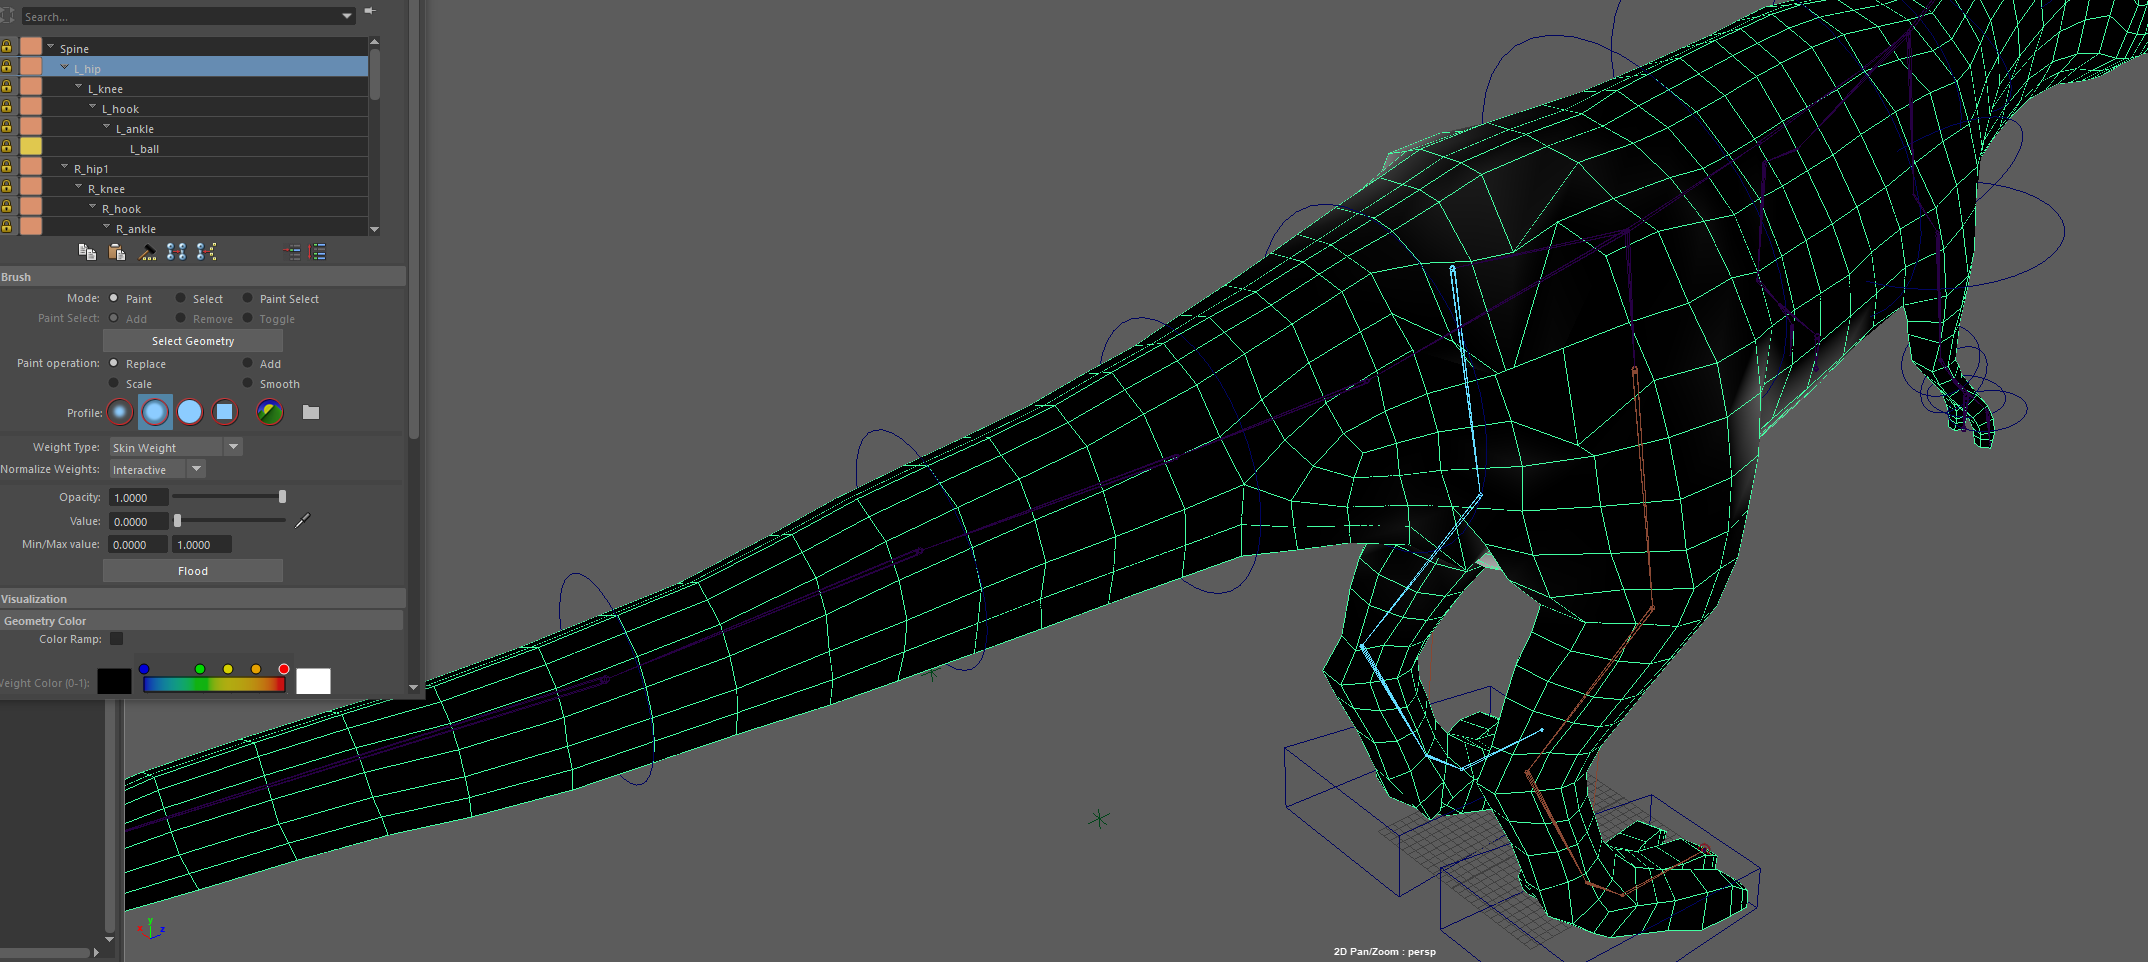 Search...
Spine
L_hip
L_knee
L_hook
L_ankle
L_ball
R_hip1
R_knee
R_hook
R_ankle
Brush
Mode: Paint Select Paint Select
Paint Select: Add Remove Toggle
Select Geometry
Paint operation: Replace Add
Scale Smooth
Profile:
Weight Type: Skin Weight
Normalize Weights: Interactive
Opacity: 1.0000
Value: 0.0000
Min/Max value: 0.0000 1.0000
Flood
Visualization
Geometry Color
Color Ramp:
eight Color (0-1):
y
x z
2D Pan/Zoom : persp